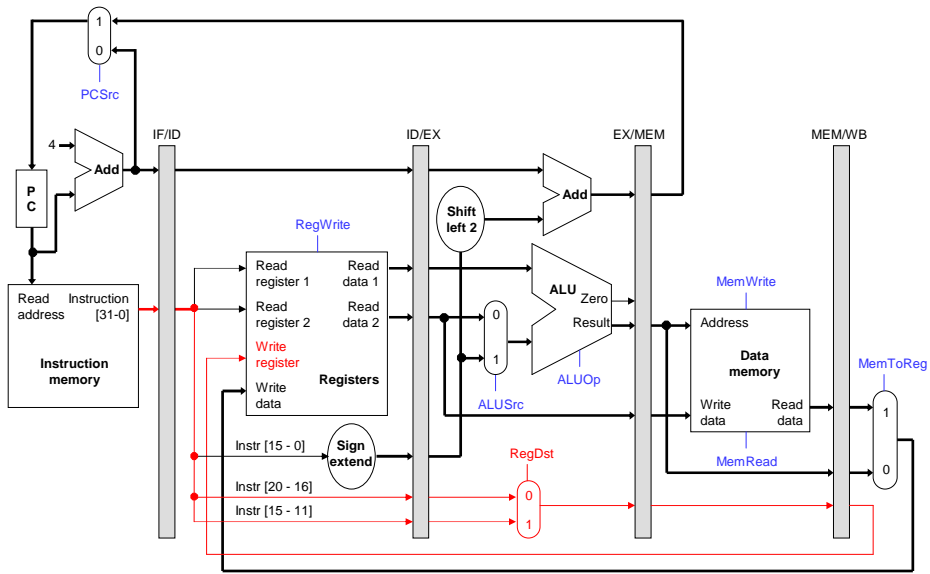 1
0
PCSrc
IF/ID
ID/EX
EX/MEM
MEM/WB
4
Add
P
C
Add
Shift
left 2
RegWrite
Read
register 1
Read
data 1
Read
register 2
Read
data 2
Write
register
Write
data
Registers
Read
address
Instruction
[31-0]
Instruction
memory
0
1
ALUSrc
ALU
Zero
Result
ALUOp
MemWrite
Address
Data
memory
Write
data
Read
data
MemRead
MemToReg
1
0
Instr [15 - 0]
Sign
extend
RegDst
Instr [20 - 16]
0
Instr [15 - 11]
1